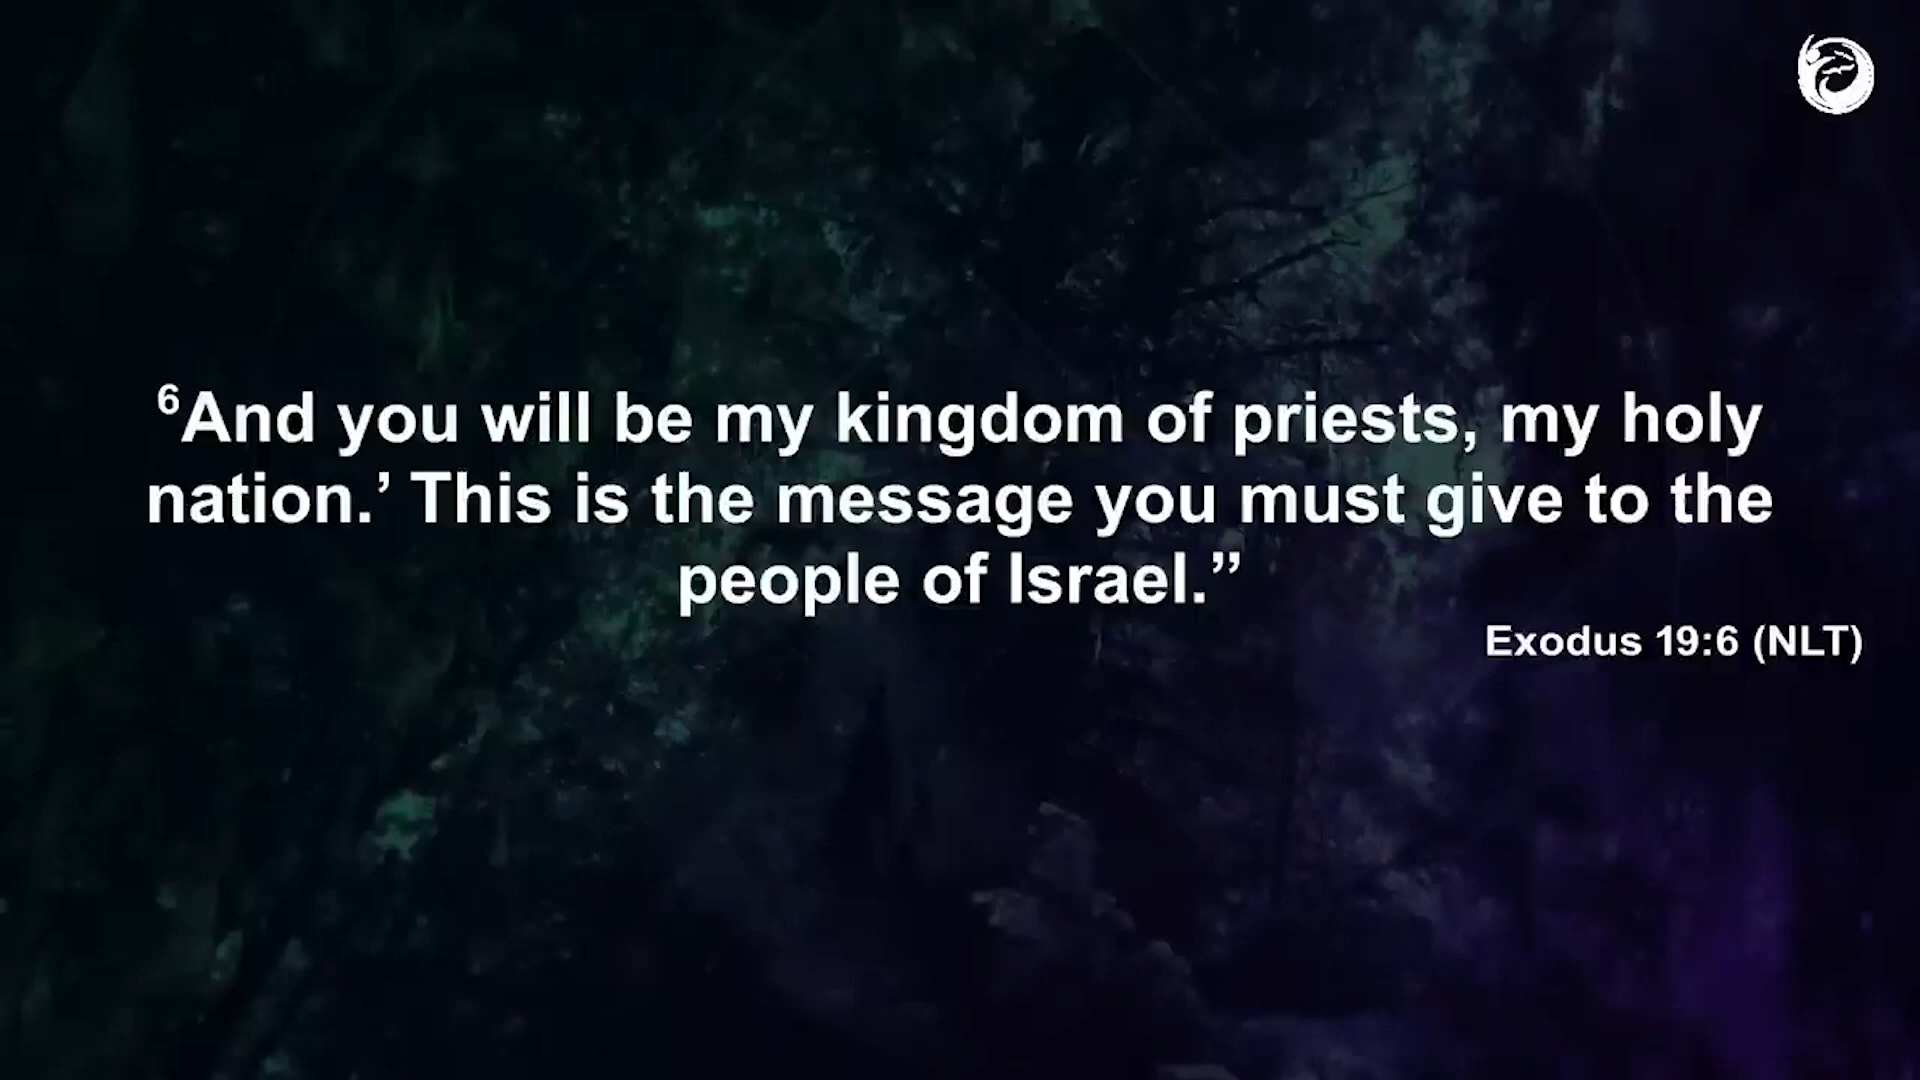 ⁶And you will be my kingdom of priests, my holy
nation.’ This is the message you must give to the
people of Israel.”
Exodus 19:6 (NLT)